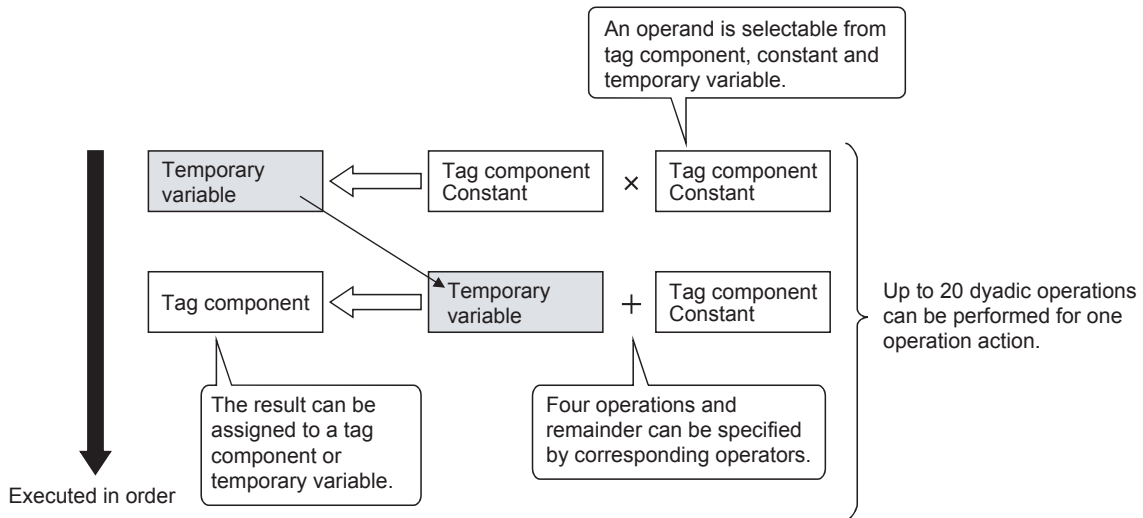 An operand is selectable from
tag component, constant and
temporary variable.
Temporary
variable
Tag component
Constant
×
Tag component
Constant
Tag component
Temporary
variable
+
Tag component
Constant
Up to 20 dyadic operations
can be performed for one
operation action.
The result can be
assigned to a tag
component or
temporary variable.
Four operations and
remainder can be specified
by corresponding operators.
Executed in order